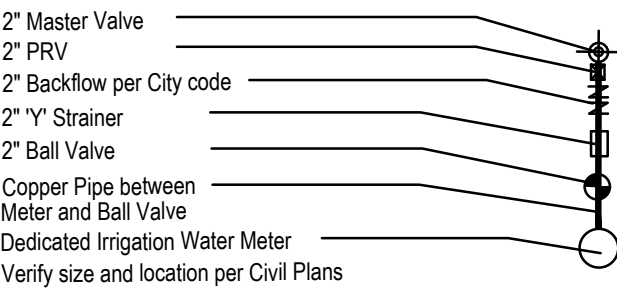 2" Master Valve
2" PRV
2" Backflow per City code
2" 'Y' Strainer
2" Ball Valve
Copper Pipe between
Meter and Ball Valve
Dedicated Irrigation Water Meter
Verify size and location per Civil Plans